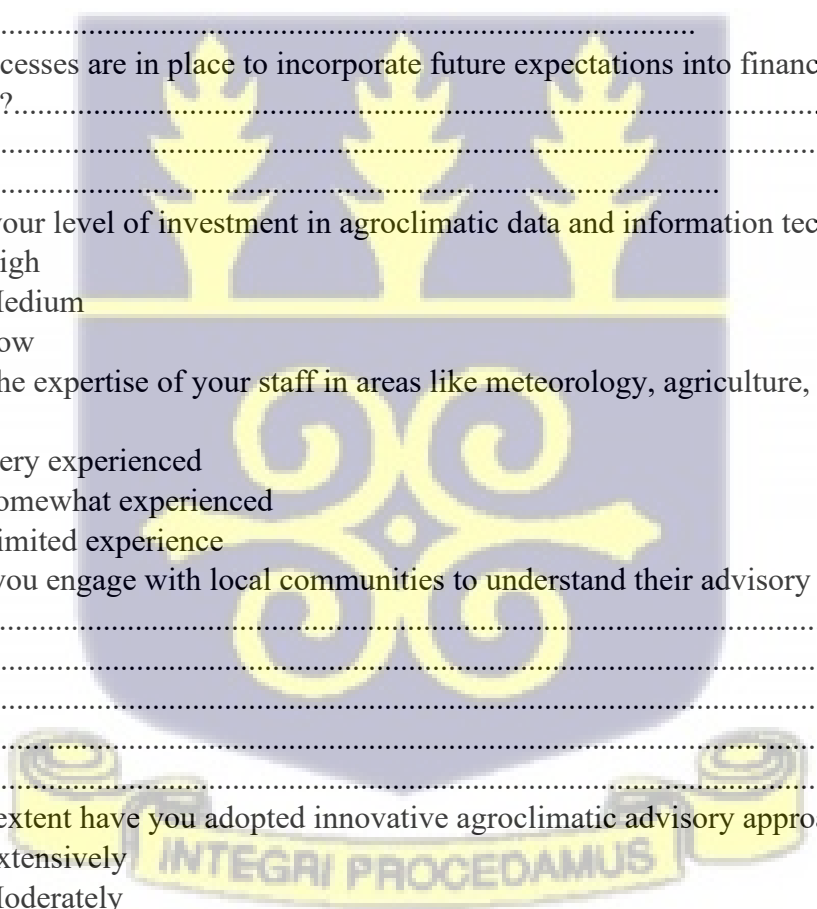 ..........................................................................................
cesses are in place to incorporate future expectations into financ
?.........................................................................................................
...........................................................................................................
.............................................................................................
your level of investment in agroclimatic data and information tec
igh
Medium
ow
he expertise of your staff in areas like meteorology, agriculture,
ery experienced
omewhat experienced
imited experience
you engage with local communities to understand their advisory
...........................................................................................................
...........................................................................................................
...........................................................................................................
...........................................................................................................
...........................................................................................................
extent have you adopted innovative agroclimatic advisory approa
xtensively
INTEGRI PROCEDAMUS
Moderately